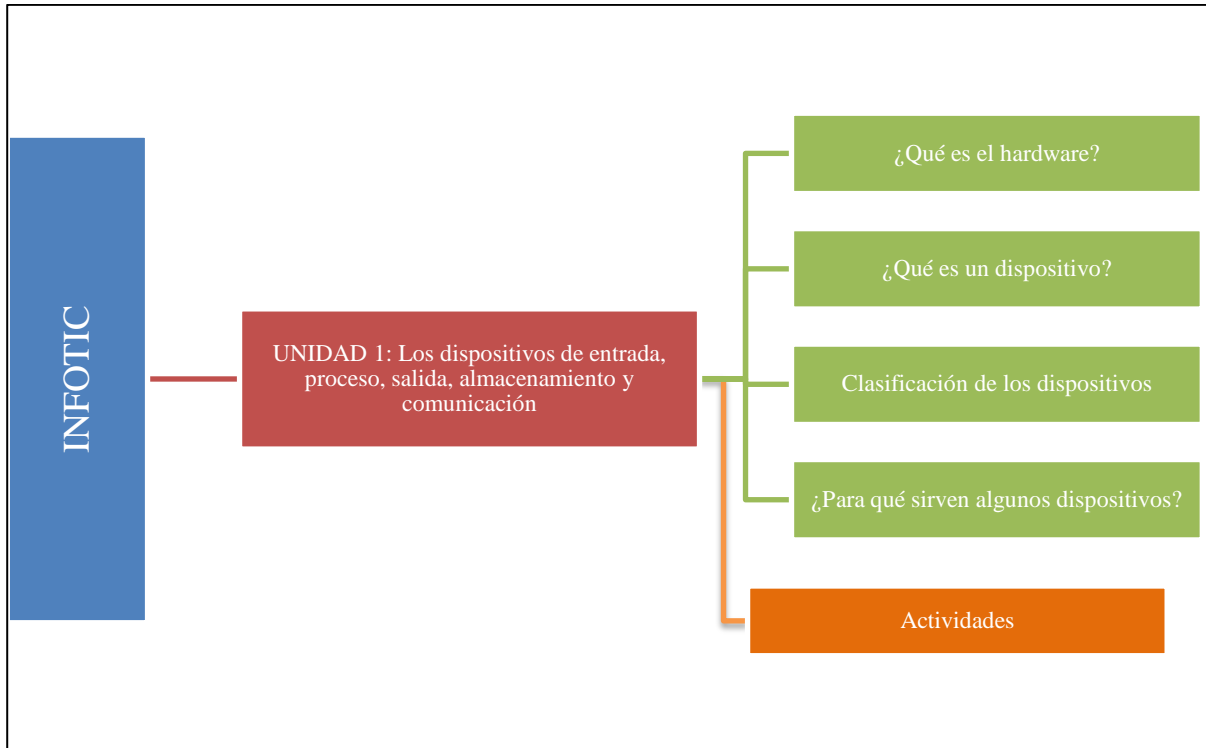 INFOTIC
UNIDAD 1: Los dispositivos de entrada,
proceso, salida, almacenamiento y
comunicación
¿Qué es el hardware?
¿Qué es un dispositivo?
Clasificación de los dispositivos
¿Para qué sirven algunos dispositivos?
Actividades